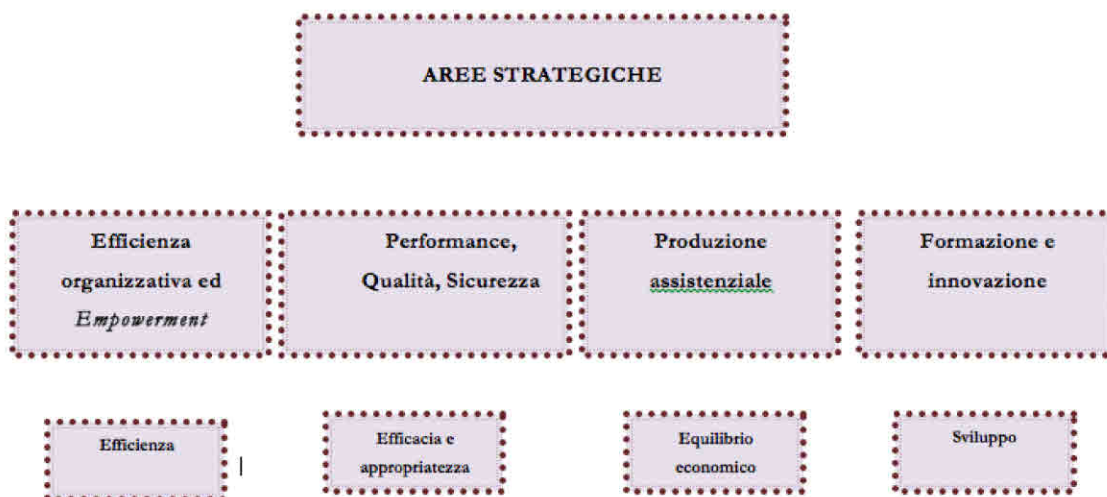 AREE STRATEGICHE
Efficienza
organizzativa ed
Empowerment
Performance,
Qualità, Sicurezza
Produzione
assistenziale
Formazione e
innovazione
Efficienza
Efficacia e
appropriatezza
Equilibrio
economico
Sviluppo